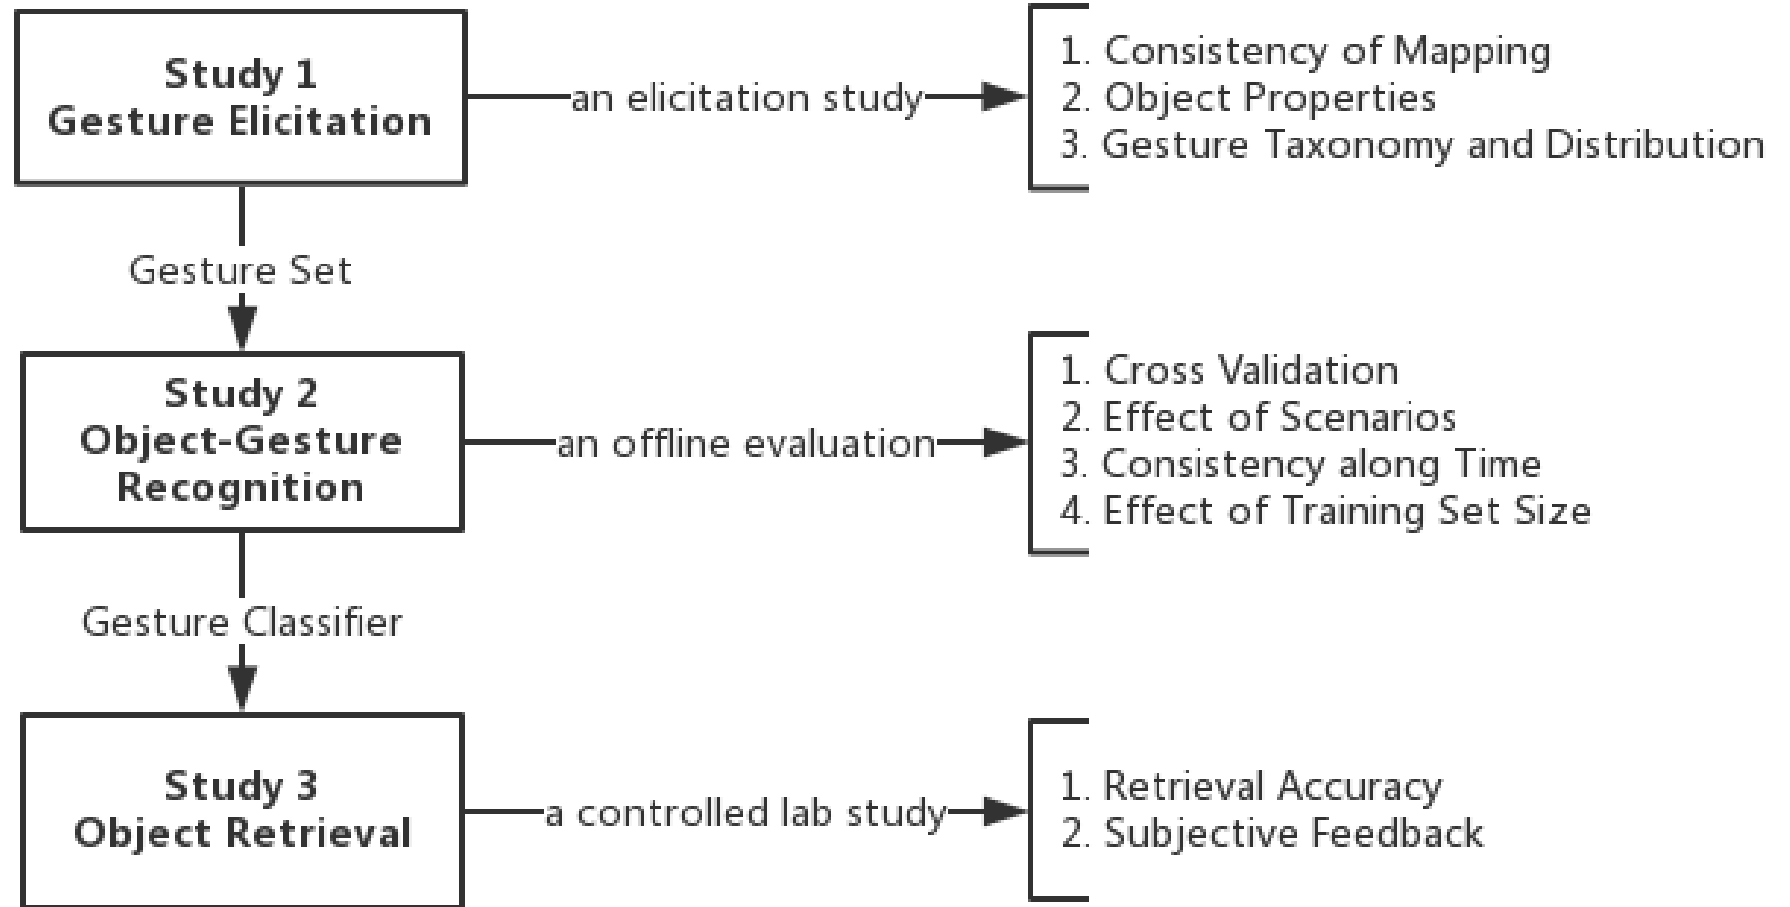 Study 1
Gesture Elicitation
an elicitation study
1. Consistency of Mapping
2. Object Properties
3. Gesture Taxonomy and Distribution
Gesture Set
Study 2
Object-Gesture
Recognition
an offline evaluation
1. Cross Validation
2. Effect of Scenarios
3. Consistency along Time
4. Effect of Training Set Size
Gesture Classifier
Study 3
Object Retrieval
a controlled lab study
1. Retrieval Accuracy
2. Subjective Feedback